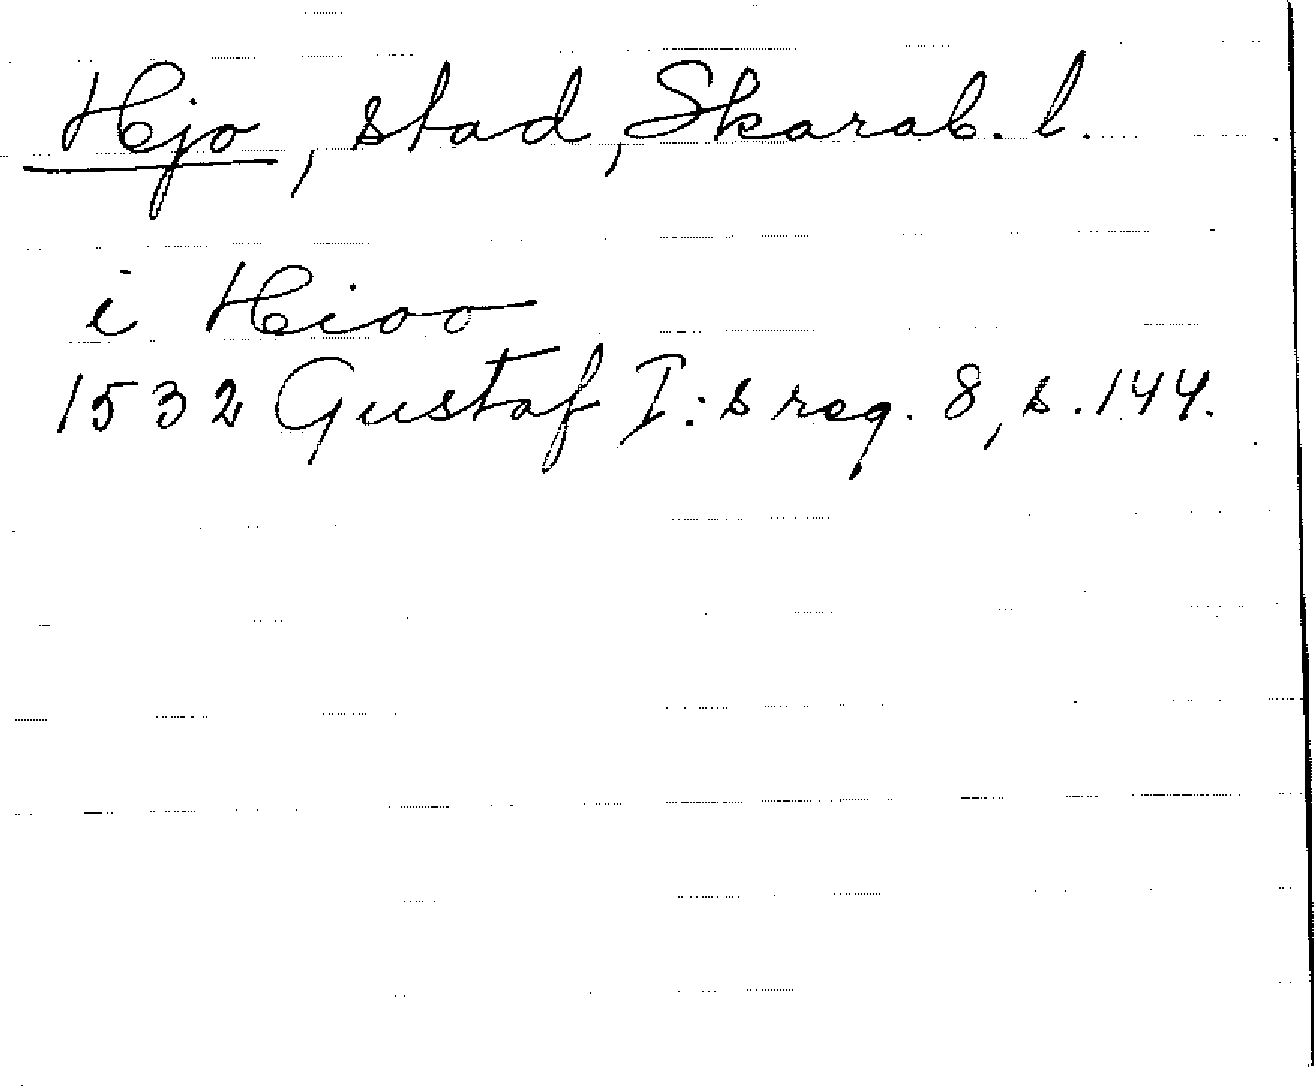 Hjo, stad, Skarab. l.
i Hioo
1532 Gustaf I:s reg. 8, s. 144.